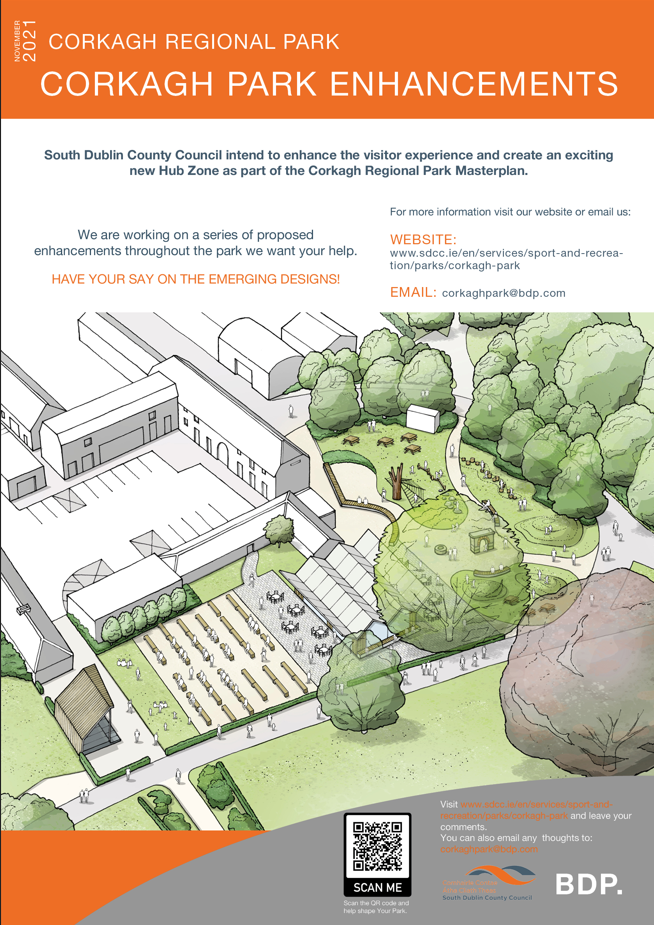 NOVEMBER
2021
CORKAGH REGIONAL PARK
CORKAGH PARK ENHANCEMENTS
South Dublin County Council intend to enhance the visitor experience and create an exciting
new Hub Zone as part of the Corkagh Regional Park Masterplan.
We are working on a series of proposed
enhancements throughout the park we want your help.
HAVE YOUR SAY ON THE EMERGING DESIGNS!
For more information visit our website or email us:
WEBSITE:
www.sdcc.ie/en/services/sport-and-recrea-
tion/parks/corkagh-park
EMAIL: corkaghpark@bdp.com
SCAN ME
Scan the QR code and
help shape Your Park.
Visit www.sdcc.ie/en/services/sport-and-
recreation/parks/corkagh-park and leave your
comments.
You can also email any thoughts to:
corkaghpark@bdp.com
South Dublin County Council
BDP.